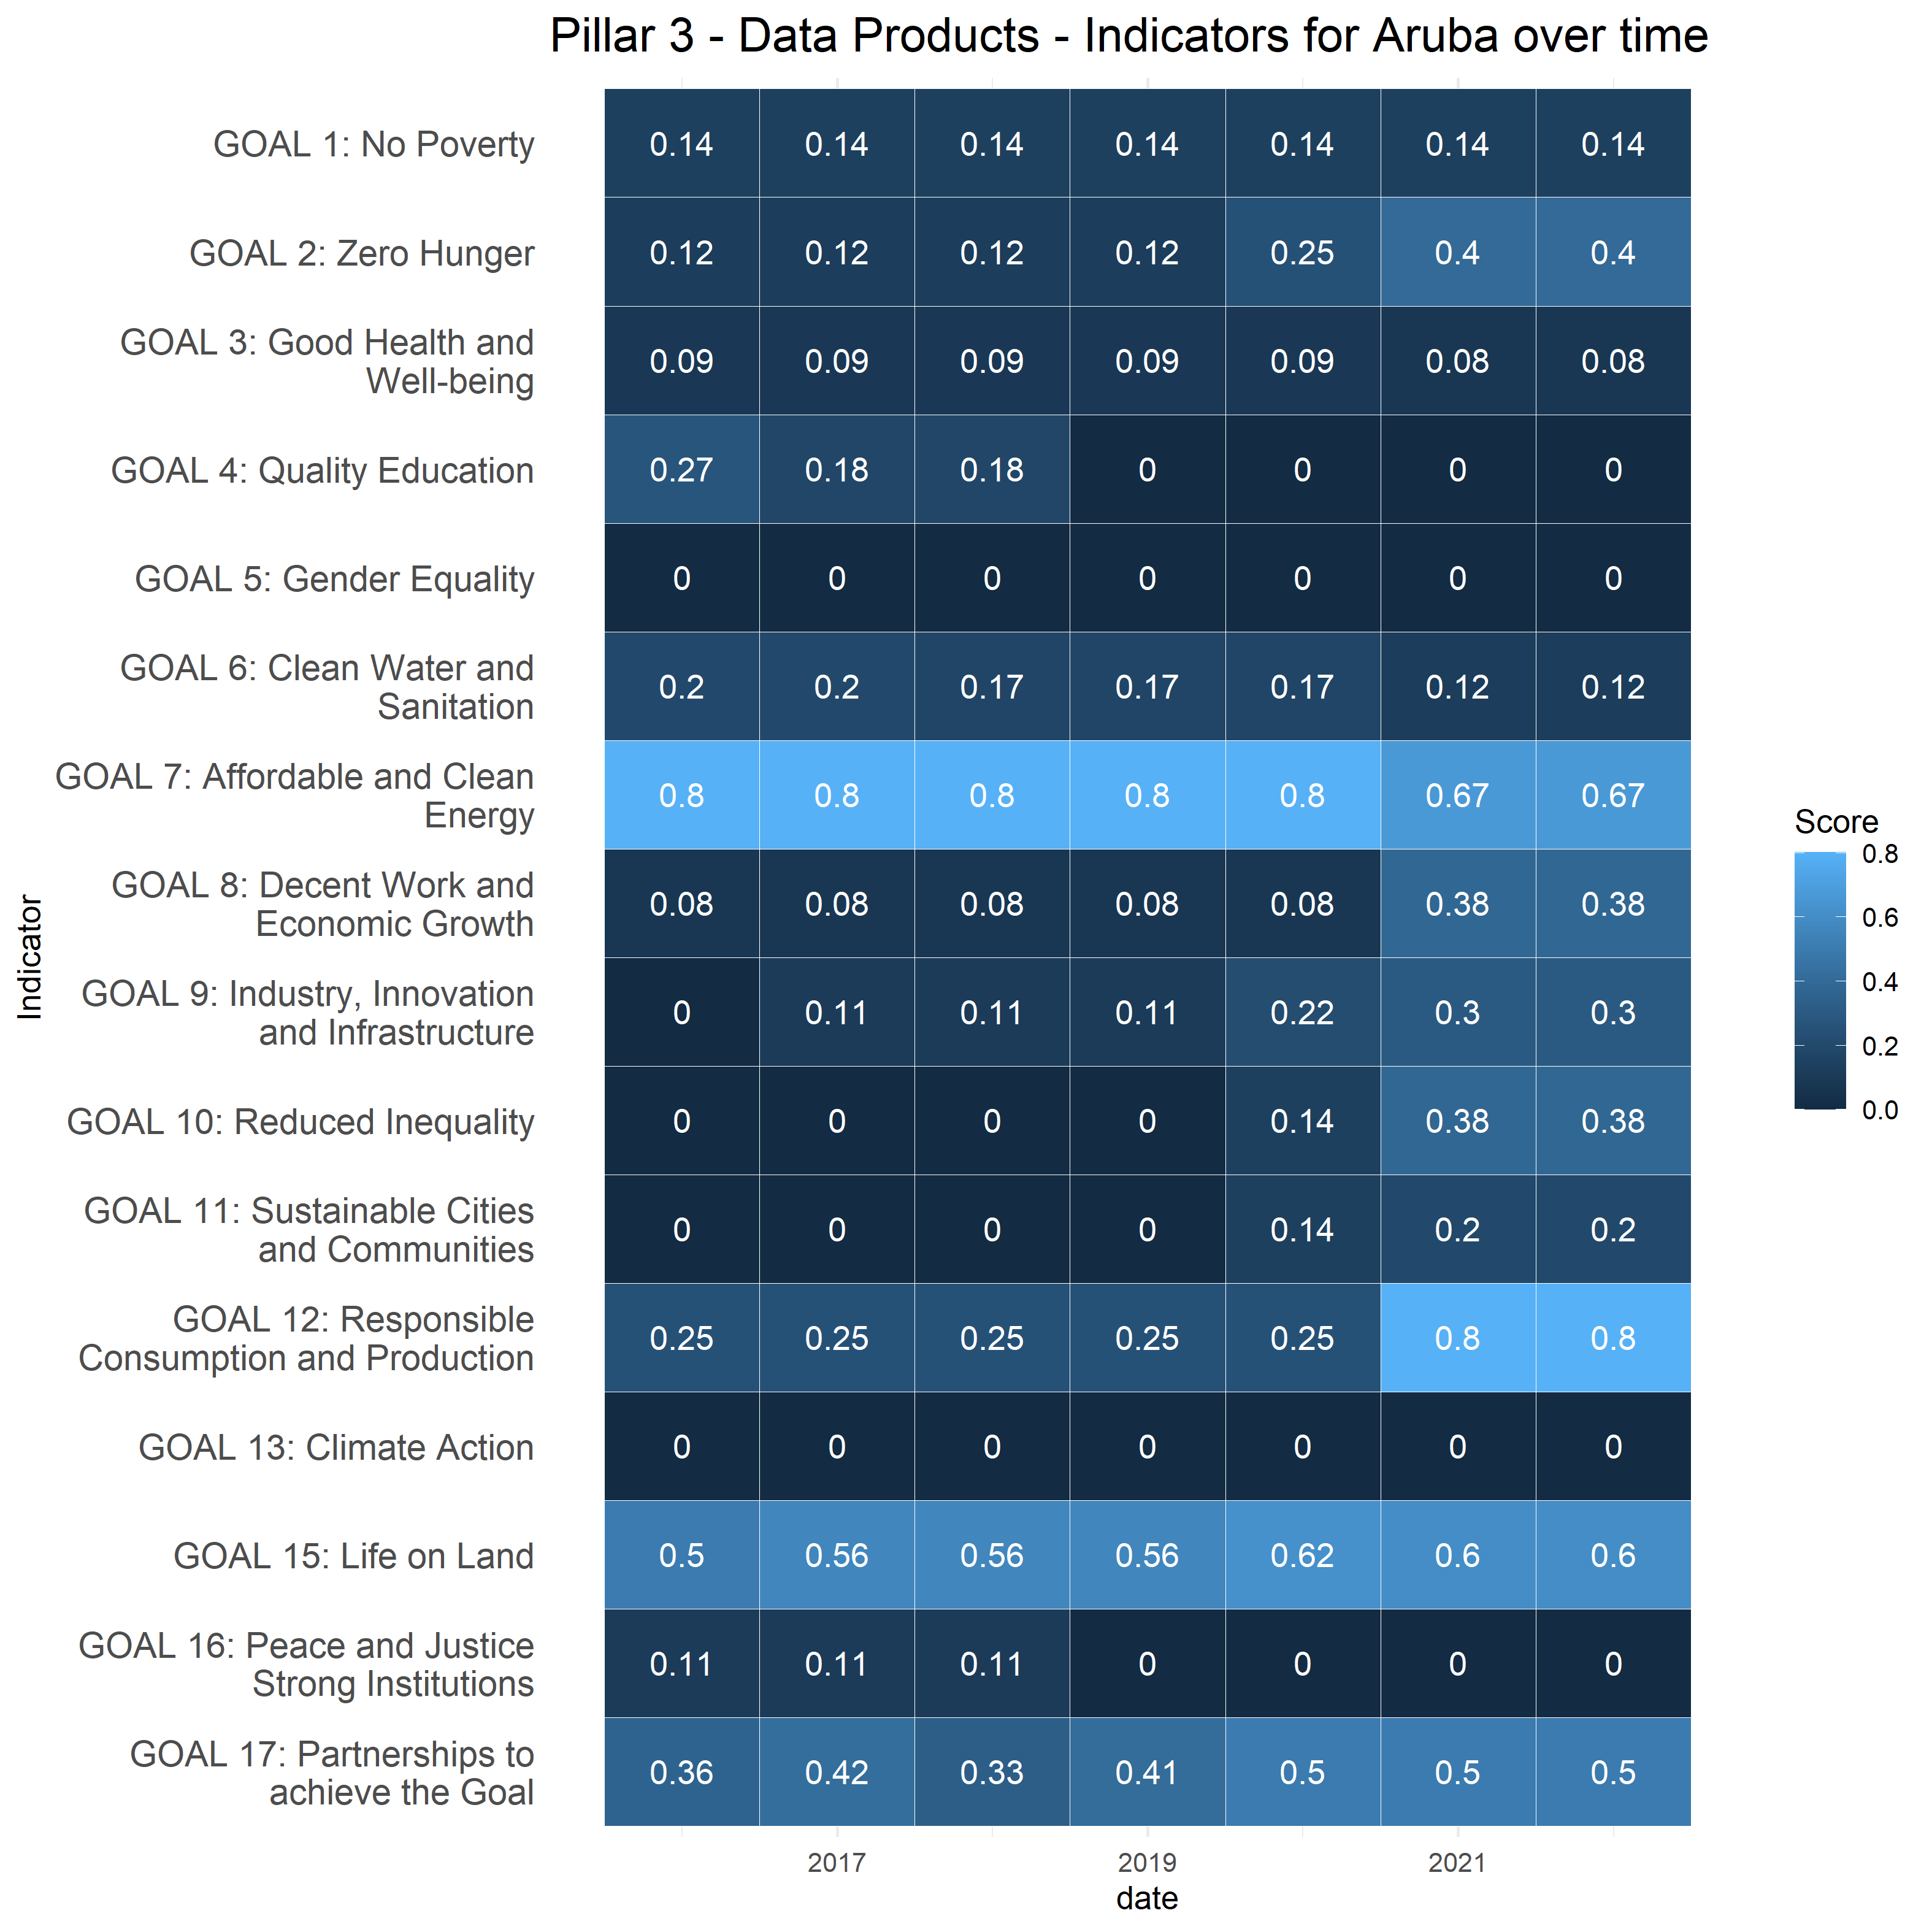 Pillar 3 - Data Products - Indicators for Aruba over time
GOAL 1: No Poverty
0.14 0.14 0.14 0.14 0.14 0.14 0.14
GOAL 2: Zero Hunger
0.12 0.12 0.12 0.12 0.25 0.4 0.4
GOAL 3: Good Health and
Well-being
0.09 0.09 0.09 0.09 0.09 0.08 0.08
GOAL 4: Quality Education
0.27 0.18 0.18 0 0 0 0
GOAL 5: Gender Equality
0 0 0 0 0 0 0
GOAL 6: Clean Water and
Sanitation
0.2 0.2 0.17 0.17 0.17 0.12 0.12
GOAL 7: Affordable and Clean
Energy
0.8 0.8 0.8 0.8 0.8 0.67 0.67
GOAL 8: Decent Work and
Economic Growth
0.08 0.08 0.08 0.08 0.08 0.38 0.38
GOAL 9: Industry, Innovation
and Infrastructure
0 0.11 0.11 0.11 0.22 0.3 0.3
GOAL 10: Reduced Inequality
0 0 0 0 0.14 0.38 0.38
GOAL 11: Sustainable Cities
and Communities
0 0 0 0 0.14 0.2 0.2
GOAL 12: Responsible
Consumption and Production
0.25 0.25 0.25 0.25 0.25 0.8 0.8
GOAL 13: Climate Action
0 0 0 0 0 0 0
GOAL 15: Life on Land
0.5 0.56 0.56 0.56 0.62 0.6 0.6
GOAL 16: Peace and Justice
Strong Institutions
0.11 0.11 0.11 0 0 0 0
GOAL 17: Partnerships to
achieve the Goal
0.36 0.42 0.33 0.41 0.5 0.5 0.5
2017 2019 2021
date
Indicator
Score
0.8
0.6
0.4
0.2
0.0